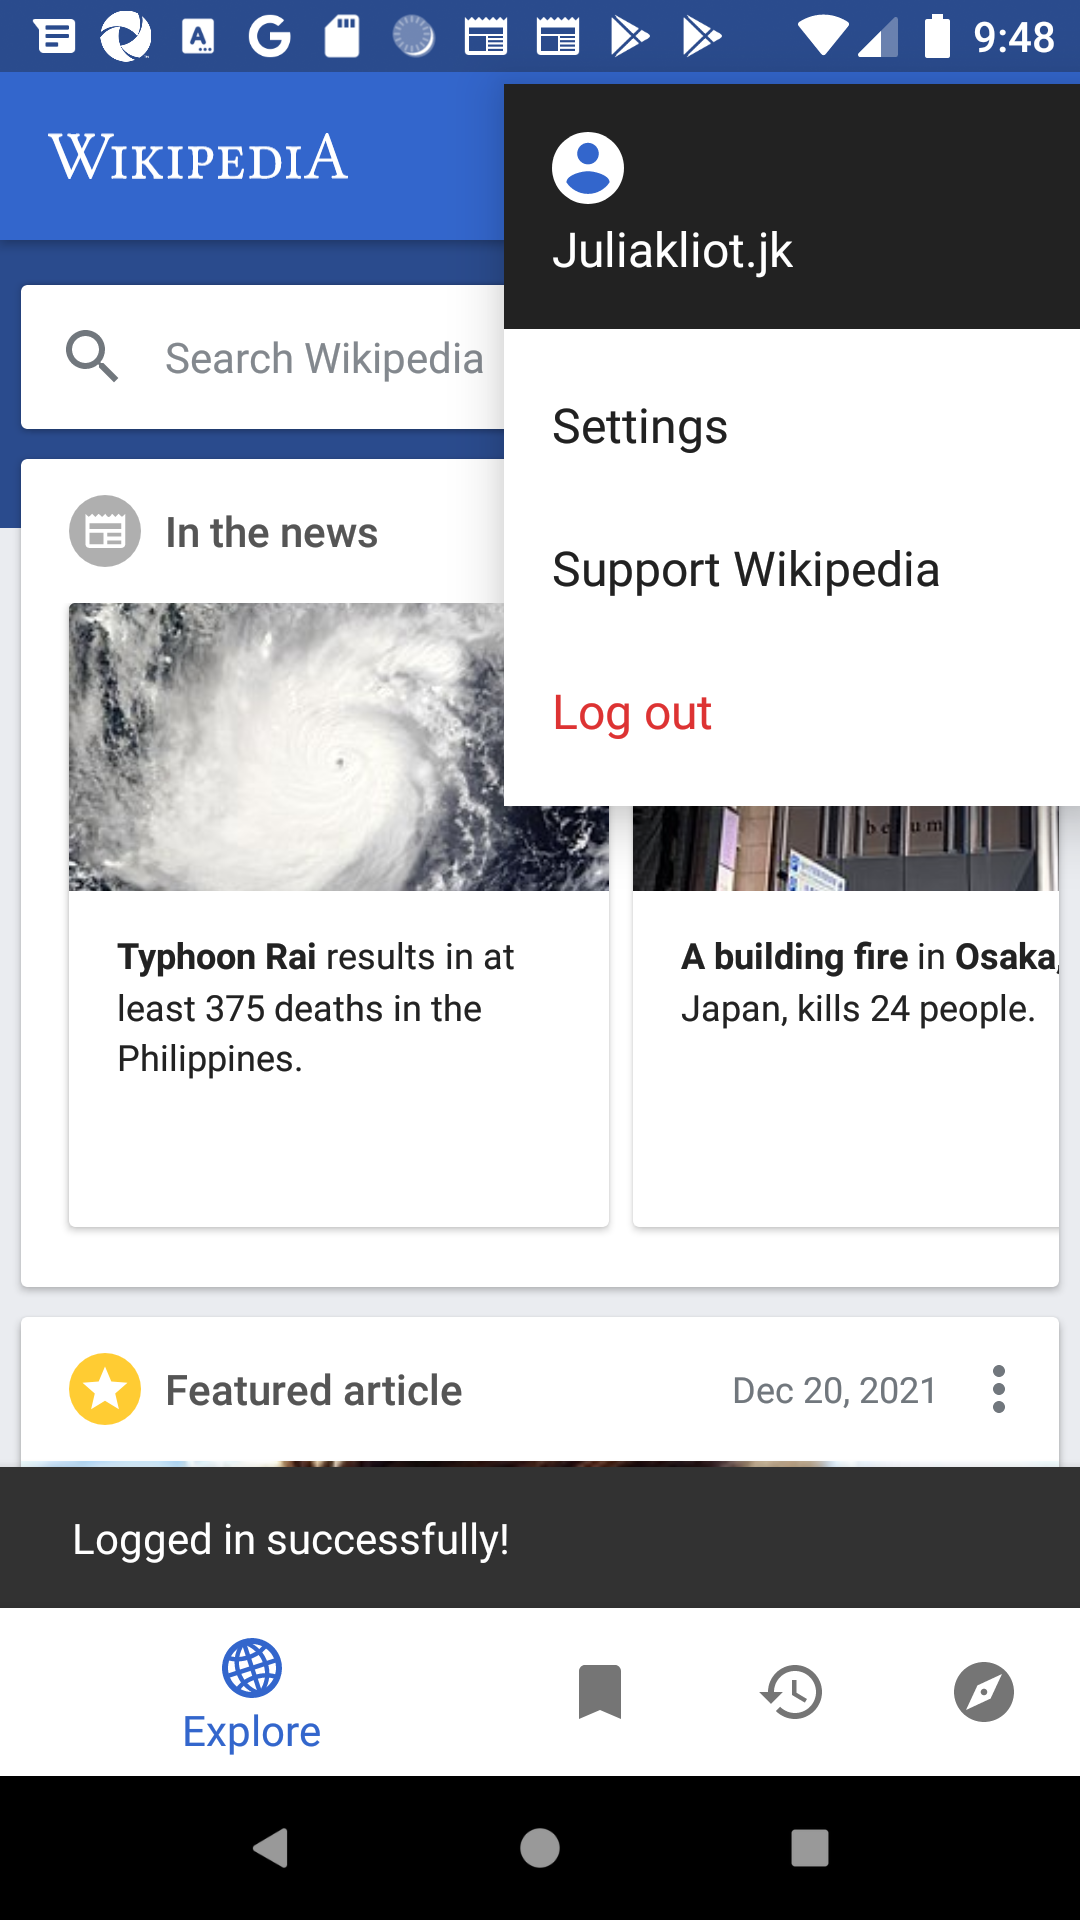 9:48
WIKIPEDIA
Juliakliot.jk
Search Wikipedia
Settings
Support Wikipedia
Log out
In the news
belum
Typhoon Rai results in at
least 375 deaths in the
Philippines.
A building fire in Osaka,
Japan, kills 24 people.
Featured article
Dec 20, 2021
Logged in successfully!
Explore